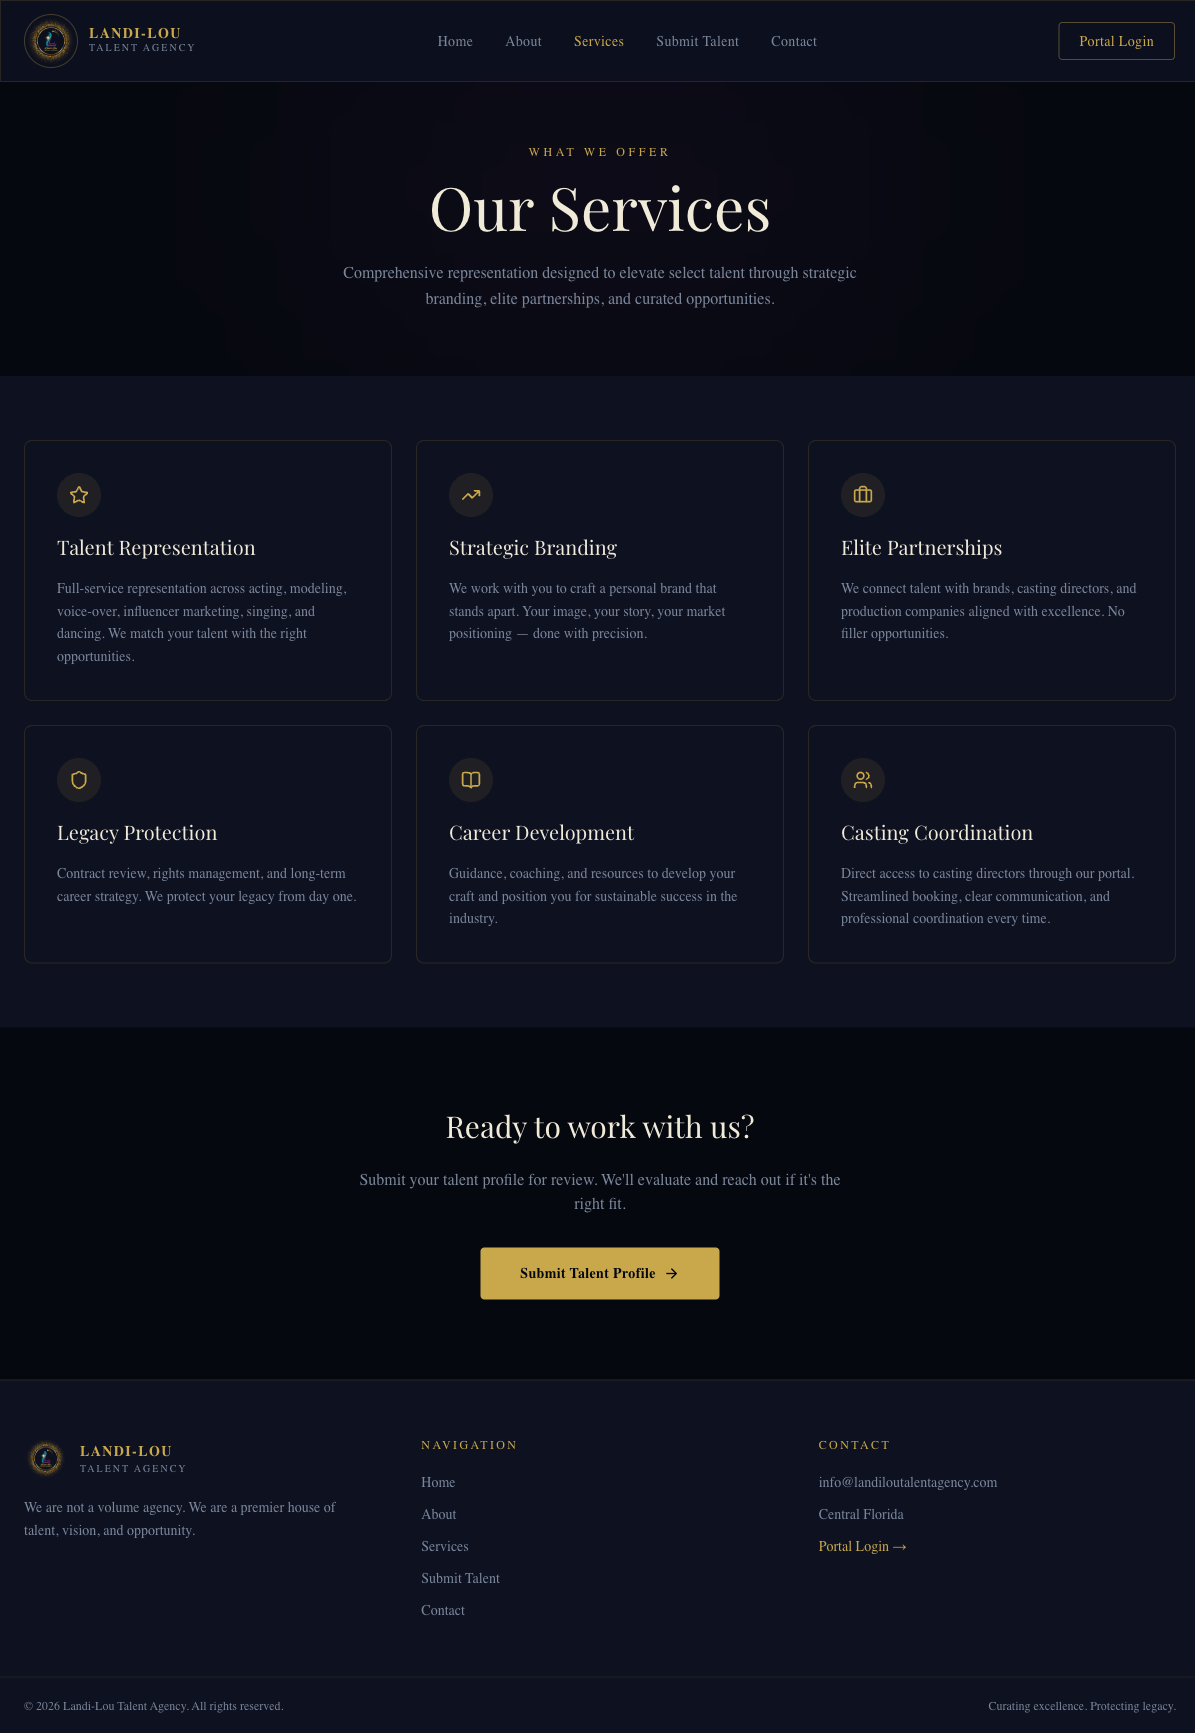 LANDI-LOU
TALENT AGENCY
Home
About
Services
Submit Talent
Contact
Portal Login
WHAT WE OFFER
Our Services
Comprehensive representation designed to elevate select talent through strategic
branding, elite partnerships, and curated opportunities.
Talent Representation
Full-service representation across acting, modeling,
voice-over, influencer marketing, singing, and
dancing. We match your talent with the right
opportunities.
Strategic Branding
We work with you to craft a personal brand that
stands apart. Your image, your story, your market
positioning — done with precision.
Elite Partnerships
We connect talent with brands, casting directors, and
production companies aligned with excellence. No
filler opportunities.
Legacy Protection
Contract review, rights management, and long-term
career strategy. We protect your legacy from day one.
Career Development
Guidance, coaching, and resources to develop your
craft and position you for sustainable success in the
industry.
Casting Coordination
Direct access to casting directors through our portal.
Streamlined booking, clear communication, and
professional coordination every time.
Ready to work with us?
Submit your talent profile for review. We'll evaluate and reach out if it's the
right fit.
Submit Talent Profile →
LANDI-LOU
TALENT AGENCY
We are not a volume agency. We are a premier house of
talent, vision, and opportunity.
NAVIGATION
Home
About
Services
Submit Talent
Contact
CONTACT
info@landiloutalentagency.com
Central Florida
Portal Login →
© 2026 Landi-Lou Talent Agency. All rights reserved.
Curating excellence. Protecting legacy.